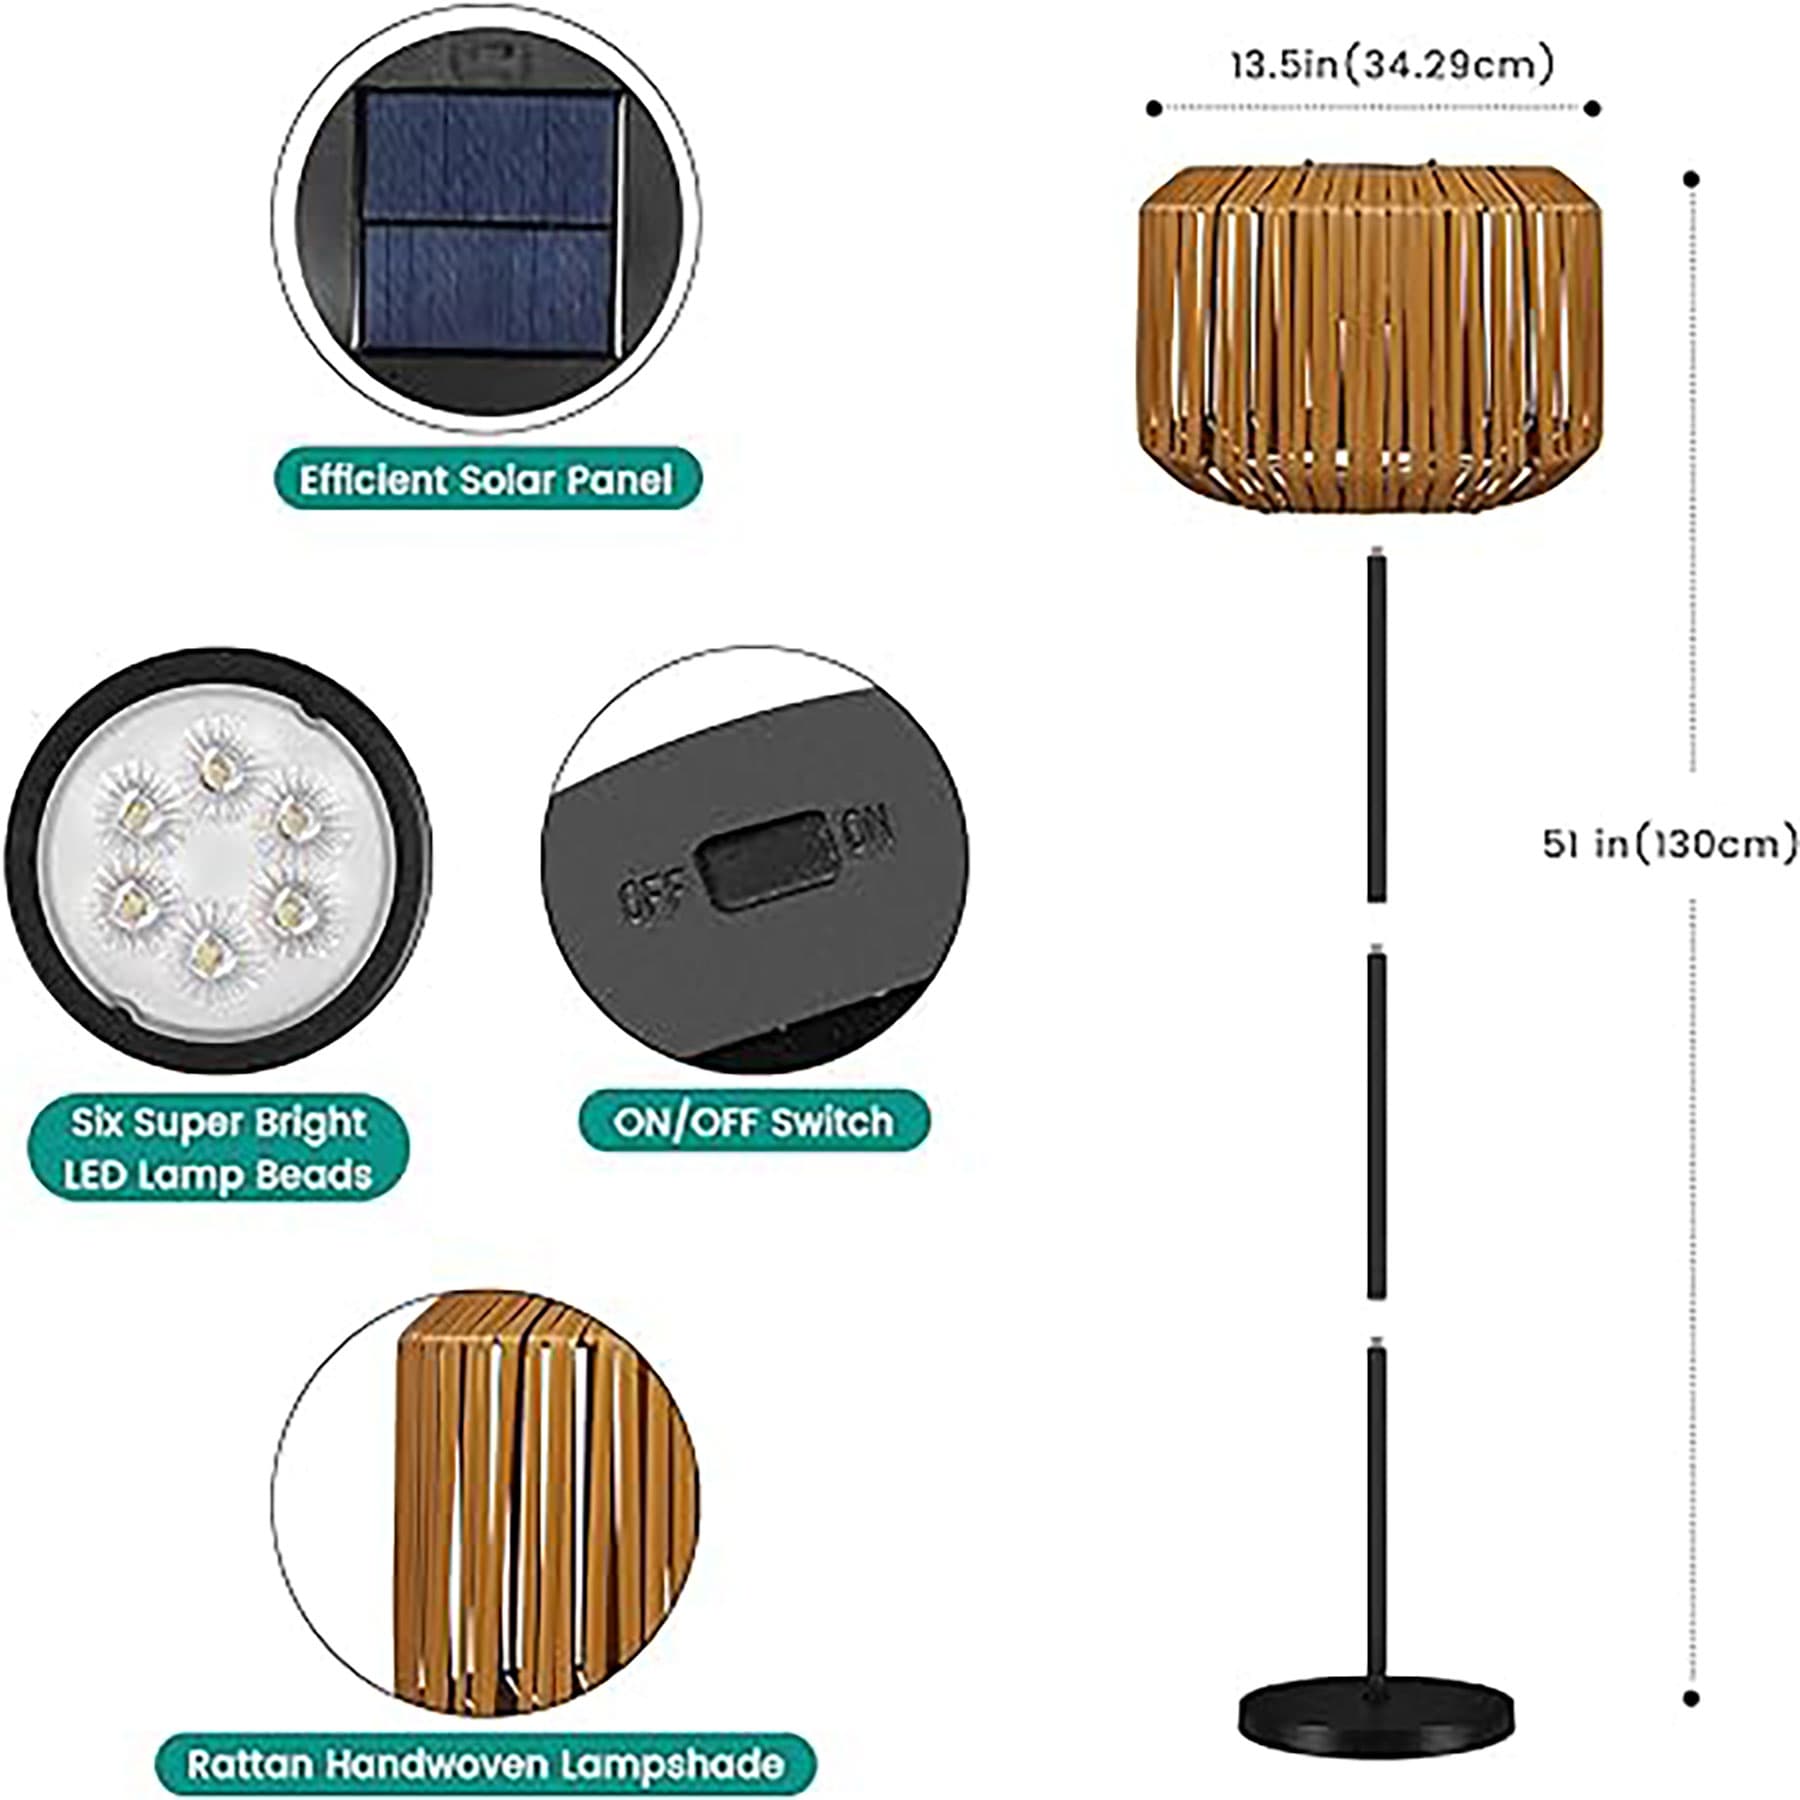 13.5in(34.29cm)
Efficient Solar Panel
OFF ON
51 in(130cm)
Six Super Bright
LED Lamp Beads
ON/OFF Switch
Rattan Handwoven Lampshade